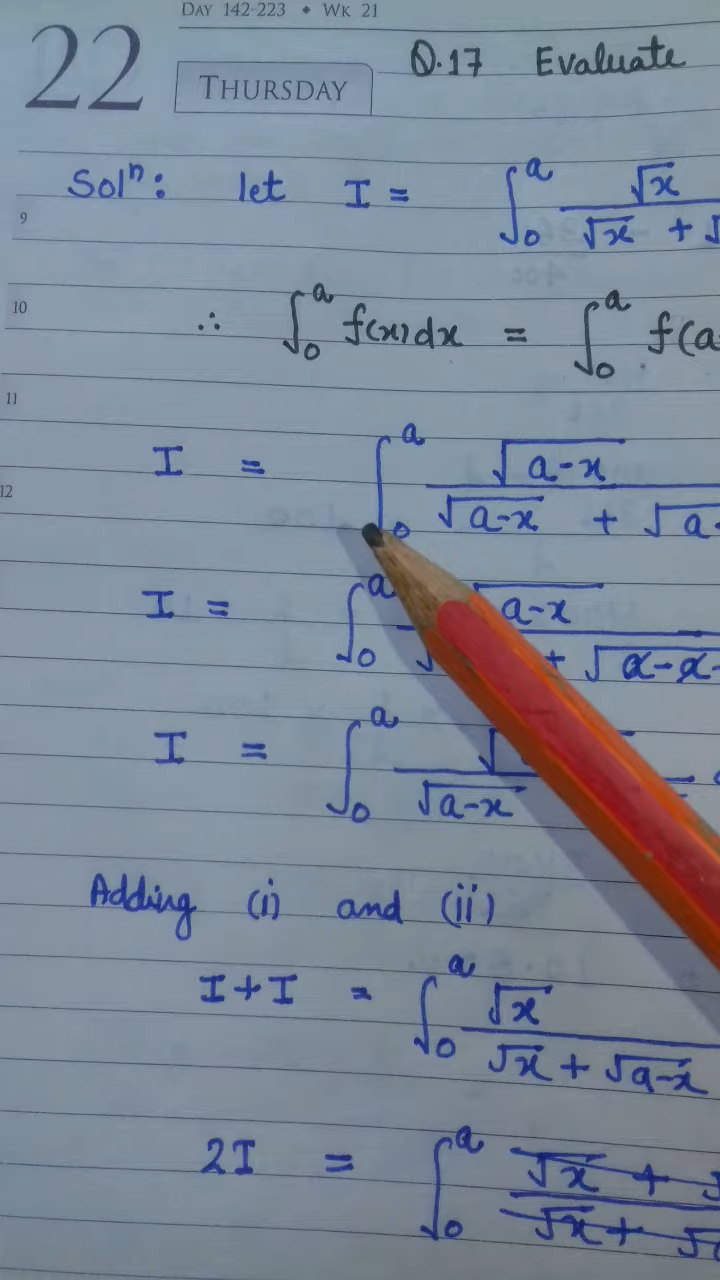 DAY 142-223 ♦ WK 21
22
THURSDAY
Q.17 Evaluate
Solⁿ: let I = ∫₀ᵃ √x / √x + √
9
10
∴ ∫₀ᵃ f(x)dx = ∫₀ᵃ f(a
11
I = ∫₀ᵃ √a-x / √a-x + √a-
12
I = ∫₀ᵃ √a-x / √ + √a-a-
I = ∫₀ᵃ √ / √a-x
Adding (i) and (ii)
I+I = ∫₀ᵃ √x / √x + √a-x
2I = ∫₀ᵃ √x + √ / √x + √a